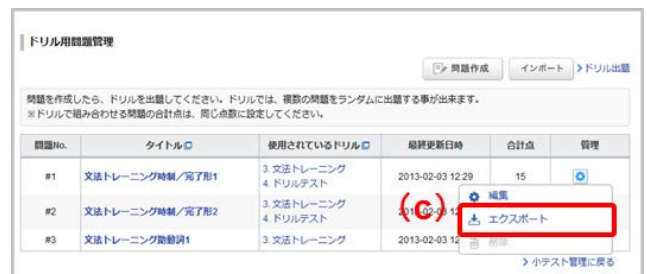 ドリル用問題管理
問題作成 インポート >ドリル出題
問題を作成したら、ドリルを出題してください。ドリルでは、複数の問題をランダムに出題する事が出来ます。
※ドリルで組み合わせる問題の合計点は、同じ点数に設定してください。
問題No. タイトル 使用されているドリル 最終更新日時 合計点 管理
#1 文法トレーニング時制/完了形1 3. 文法トレーニング 2013-02-03 12:29 15
4. ドリルテスト
編集
#2 文法トレーニング時制/完了形2 3. 文法トレーニング (c) エクスポート
4. ドリルテスト
#3 文法トレーニング助動詞1 3. 文法トレーニング 2013-02-03 12 削除
>小テスト管理に戻る